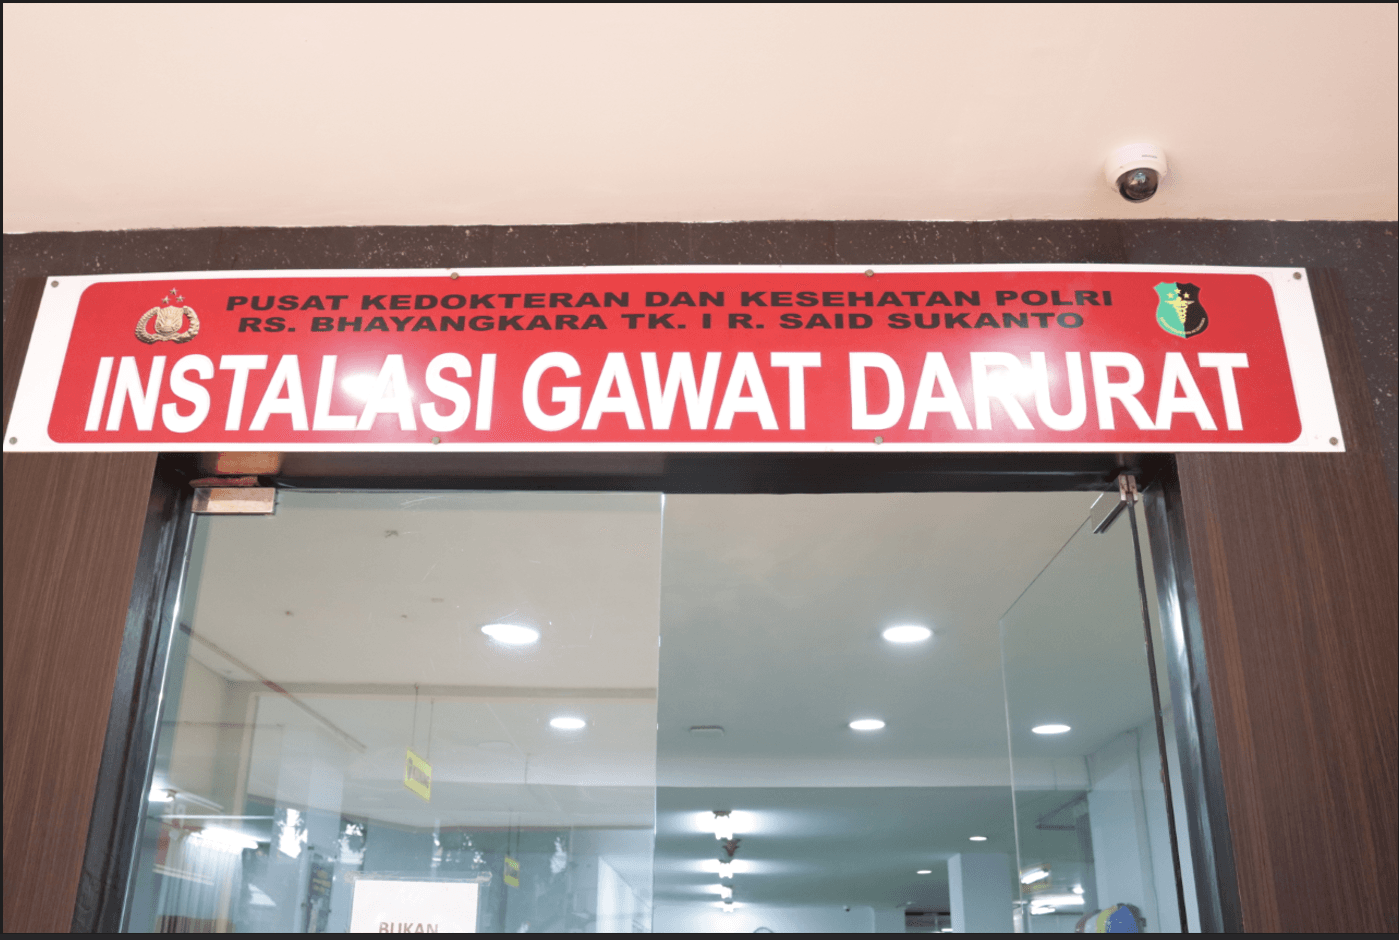 PUSAT KEDOKTERAN DAN KESEHATAN POLRI
RS. BHAYANGKARA TK. I R. SAID SUKANTO
INSTALASI GAWAT DARURAT
BUKAN